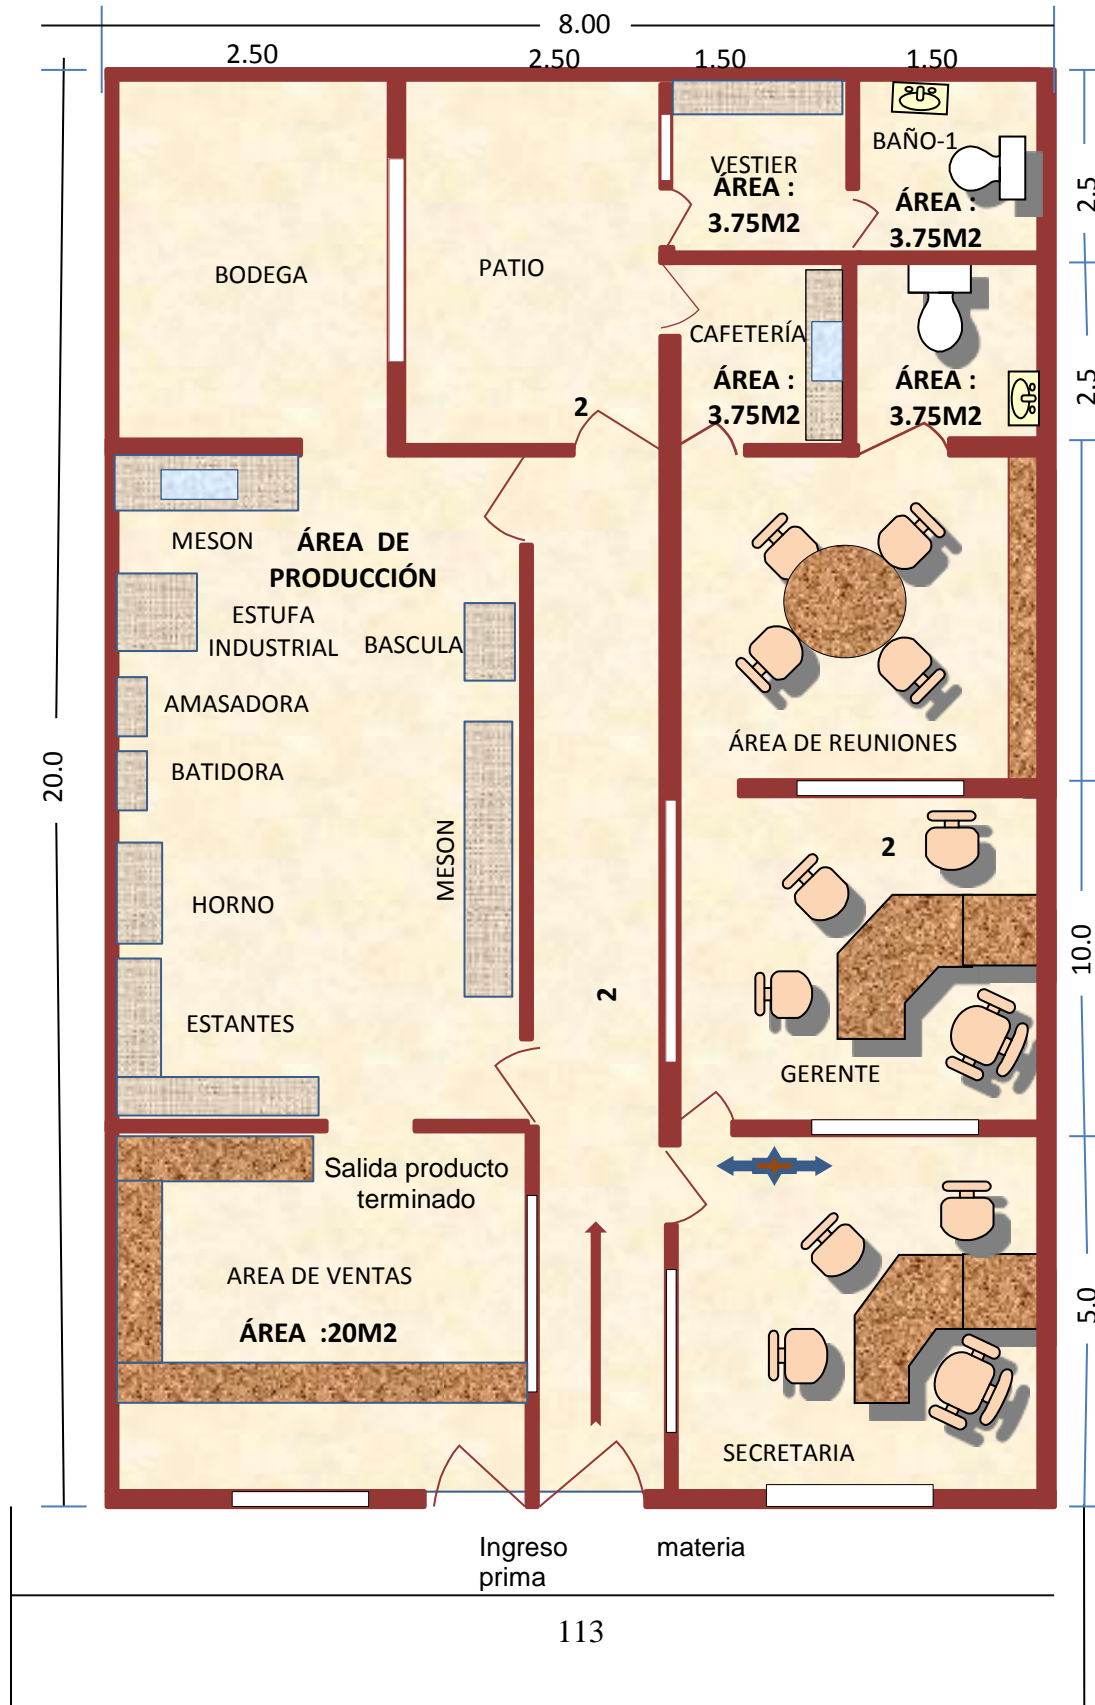 8.00
2.50
2.50
1.50
1.50
BAÑO-1
VESTIER
ÁREA :
3.75M2
ÁREA :
3.75M2
2.5
BODEGA
PATIO
CAFETERÍA
ÁREA :
3.75M2
ÁREA :
3.75M2
2.5
2
MESON
ÁREA DE
PRODUCCIÓN
ESTUFA
INDUSTRIAL
BASCULA
AMASADORA
ÁREA DE REUNIONES
BATIDORA
20.0
MESON
2
HORNO
10.0
2
ESTANTES
GERENTE
Salida producto
terminado
AREA DE VENTAS
ÁREA :20M2
5.0
SECRETARIA
Ingreso materia
prima
113